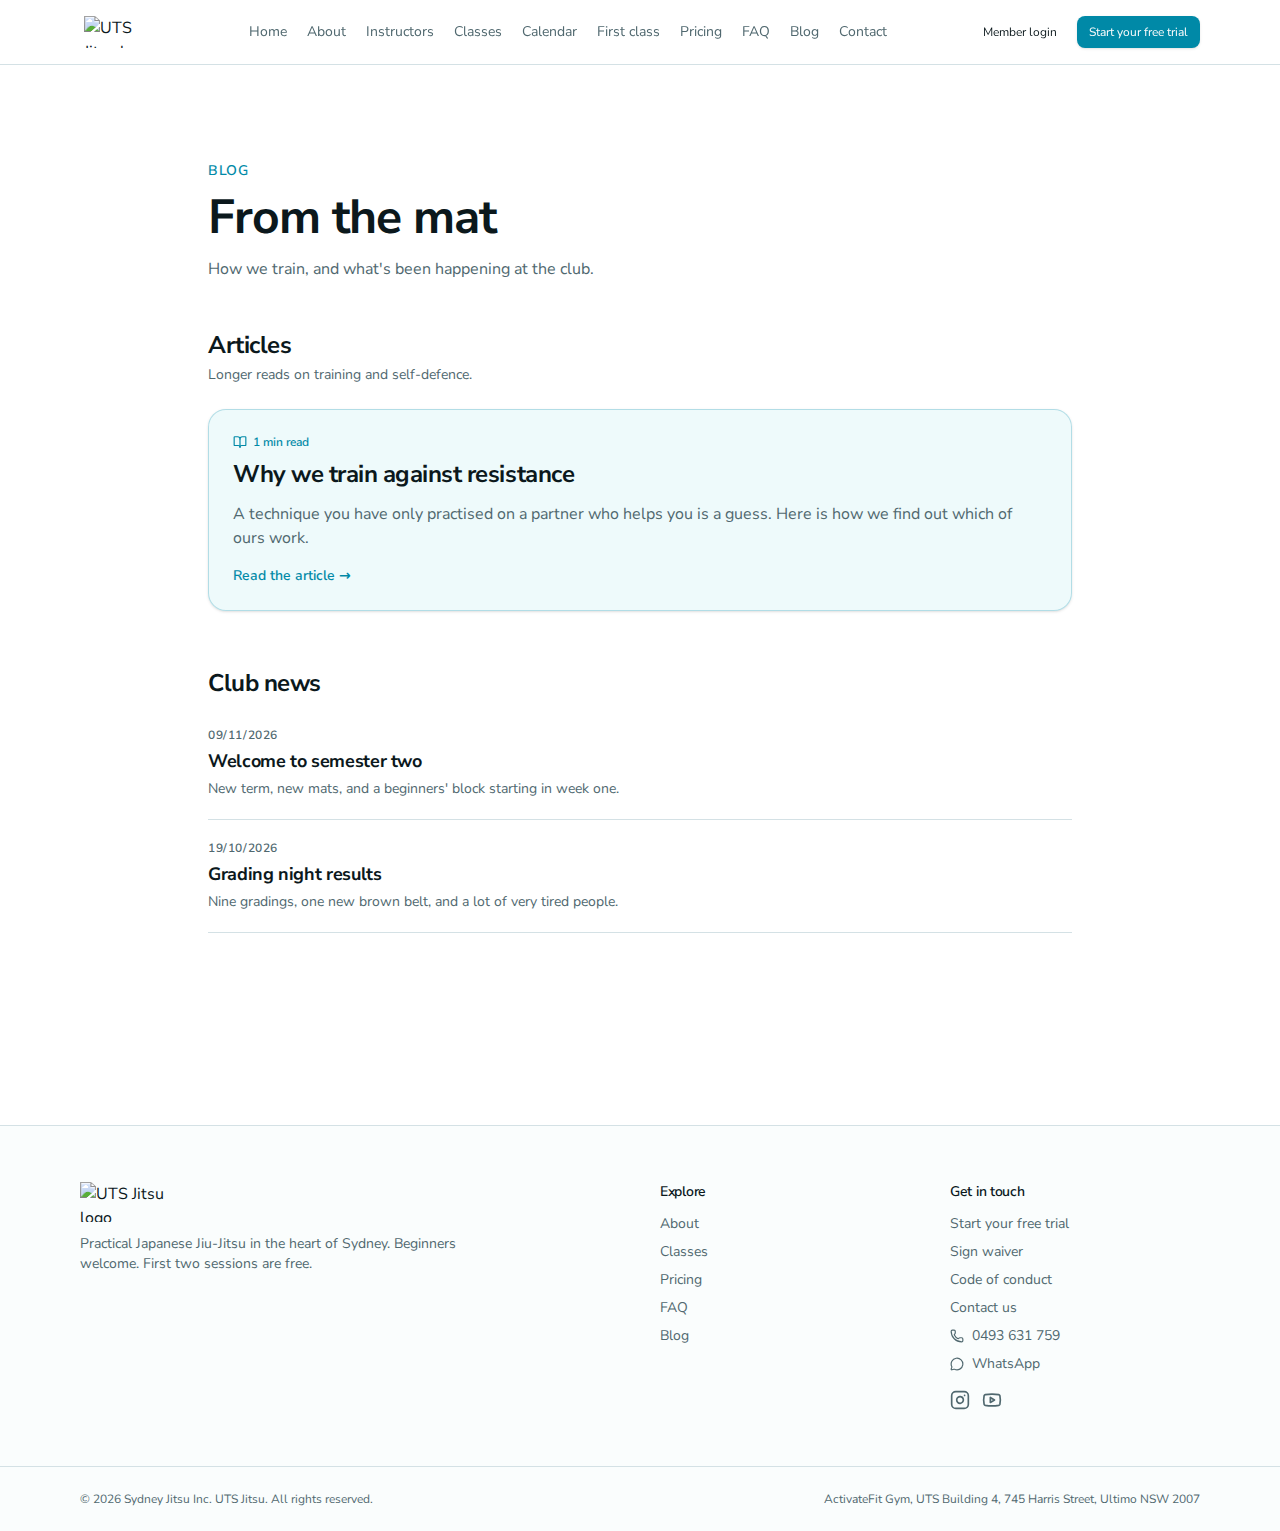 UTS
Home About Instructors Classes Calendar First class Pricing FAQ Blog Contact
Member login
Start your free trial
BLOG
From the mat
How we train, and what's been happening at the club.
Articles
Longer reads on training and self-defence.
1 min read
Why we train against resistance
A technique you have only practised on a partner who helps you is a guess. Here is how we find out which of
ours work.
Read the article →
Club news
09/11/2026
Welcome to semester two
New term, new mats, and a beginners' block starting in week one.
19/10/2026
Grading night results
Nine gradings, one new brown belt, and a lot of very tired people.
UTS Jitsu
logo
Practical Japanese Jiu-Jitsu in the heart of Sydney. Beginners
welcome. First two sessions are free.
Explore
About
Classes
Pricing
FAQ
Blog
Get in touch
Start your free trial
Sign waiver
Code of conduct
Contact us
0493 631 759
WhatsApp
© 2026 Sydney Jitsu Inc. UTS Jitsu. All rights reserved.
ActivateFit Gym, UTS Building 4, 745 Harris Street, Ultimo NSW 2007